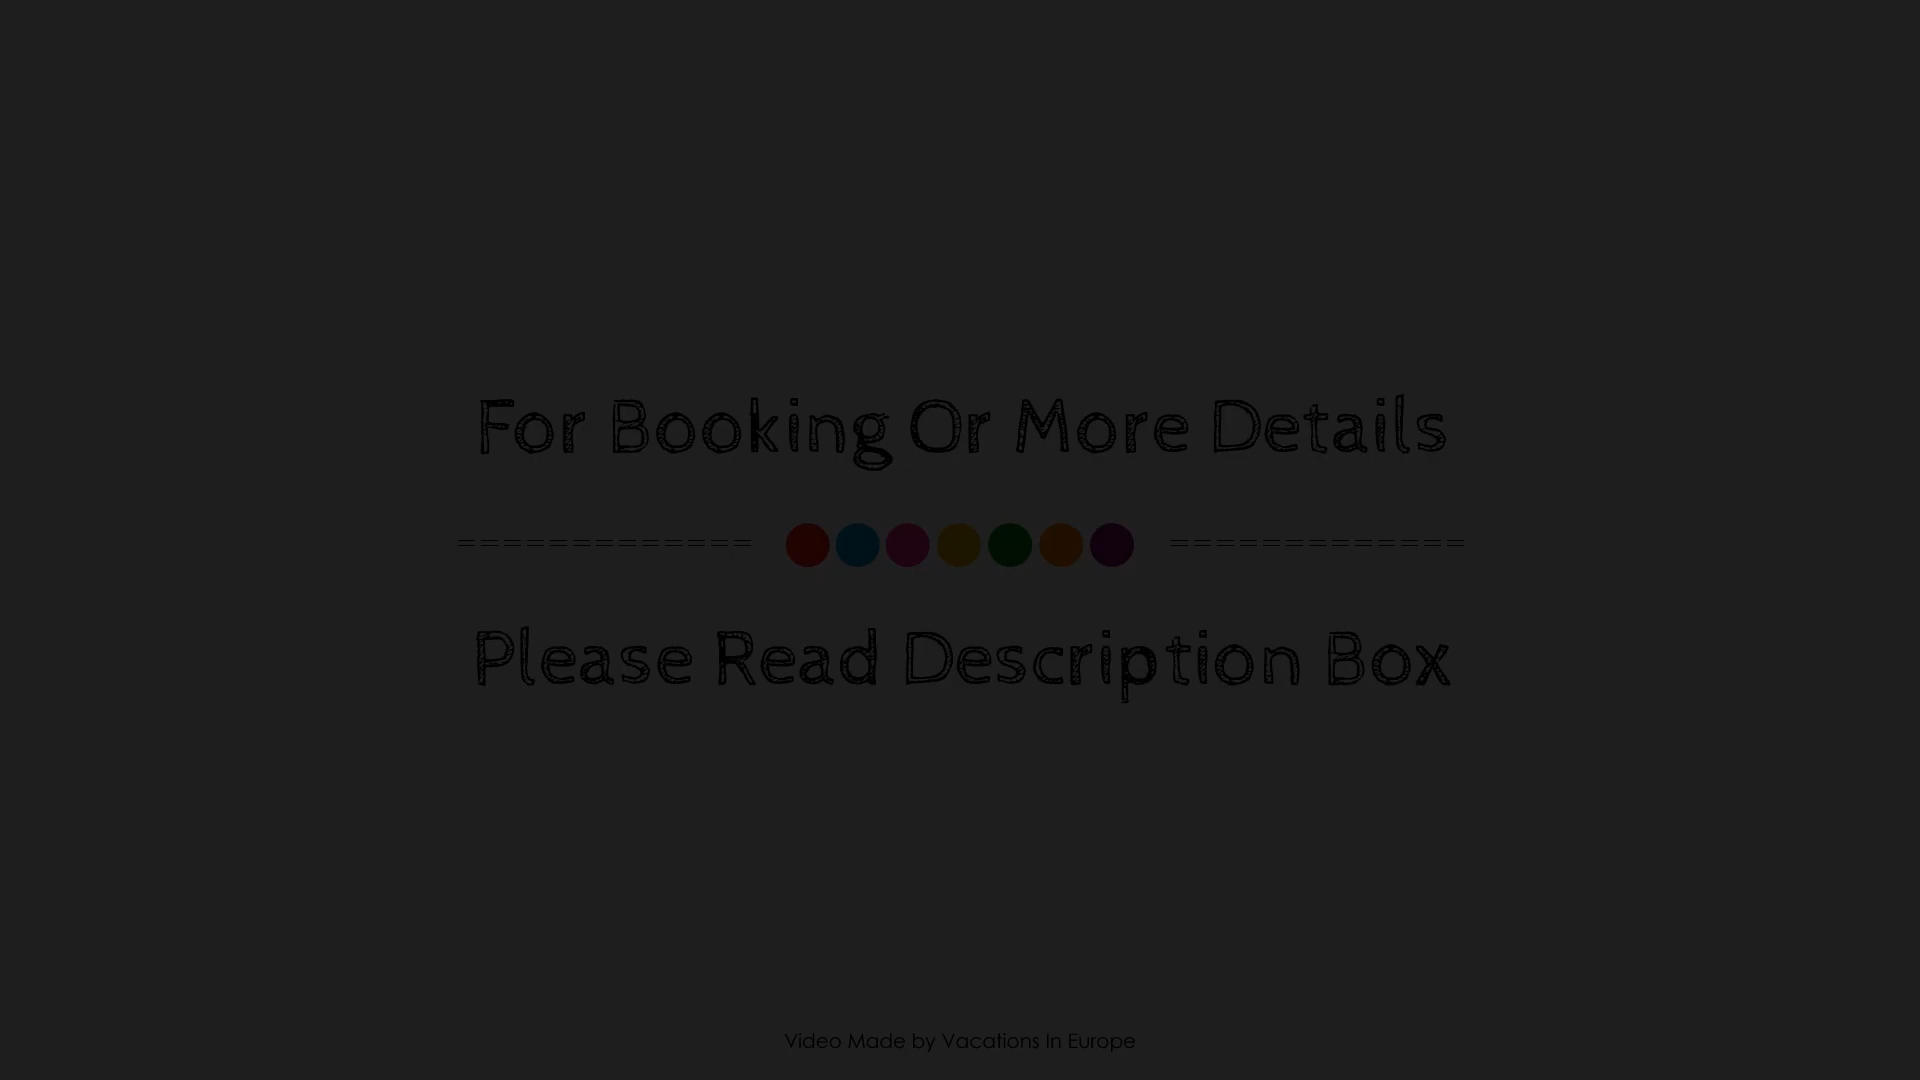 For Booking Or More Details
============= =============
Please Read Description Box
Video Made by Vacations In Europe